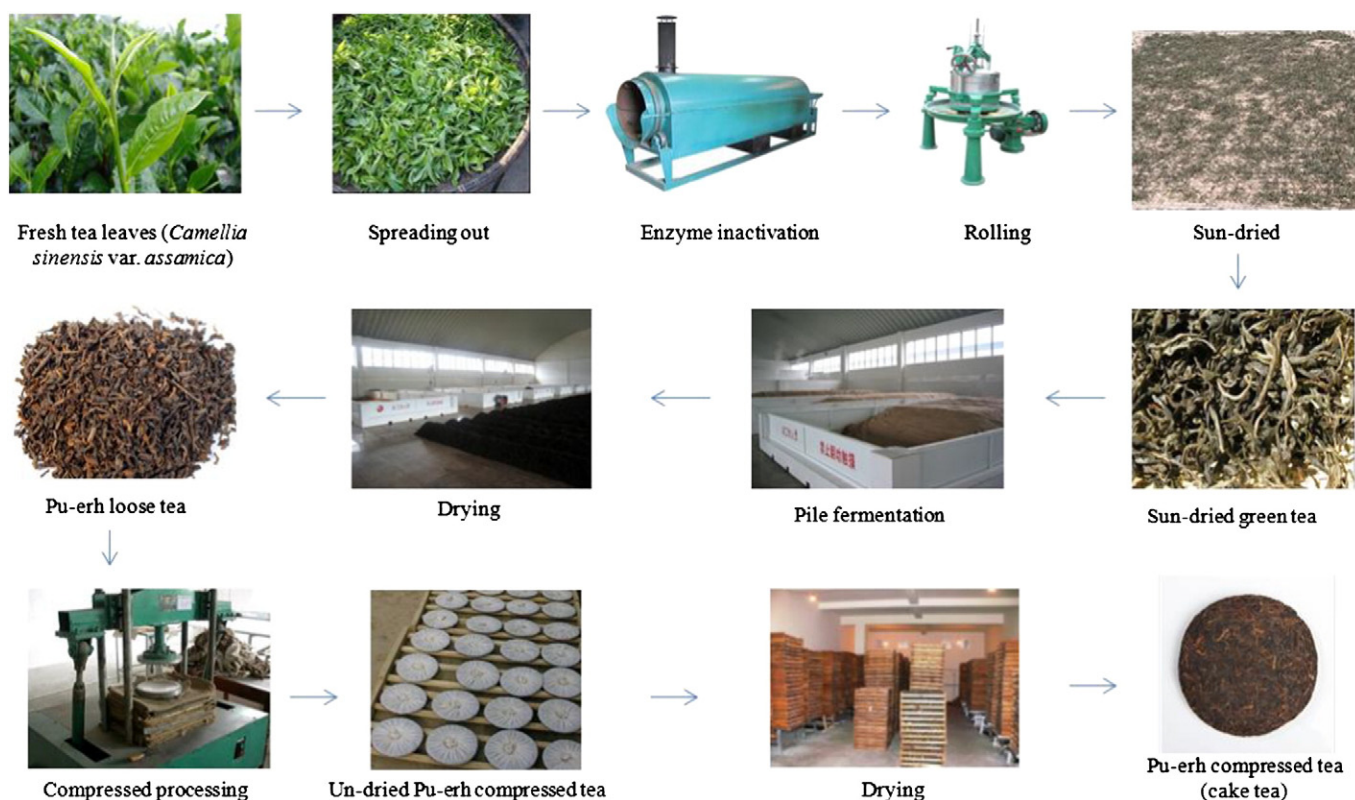 Fresh tea leaves (Camellia
sinensis var. assamica)
Spreading out
Enzyme inactivation
Rolling
Sun-dried
Pu-erh loose tea
Drying
Pile fermentation
Sun-dried green tea
Compressed processing
Un-dried Pu-erh compressed tea
Drying
Pu-erh compressed tea
(cake tea)